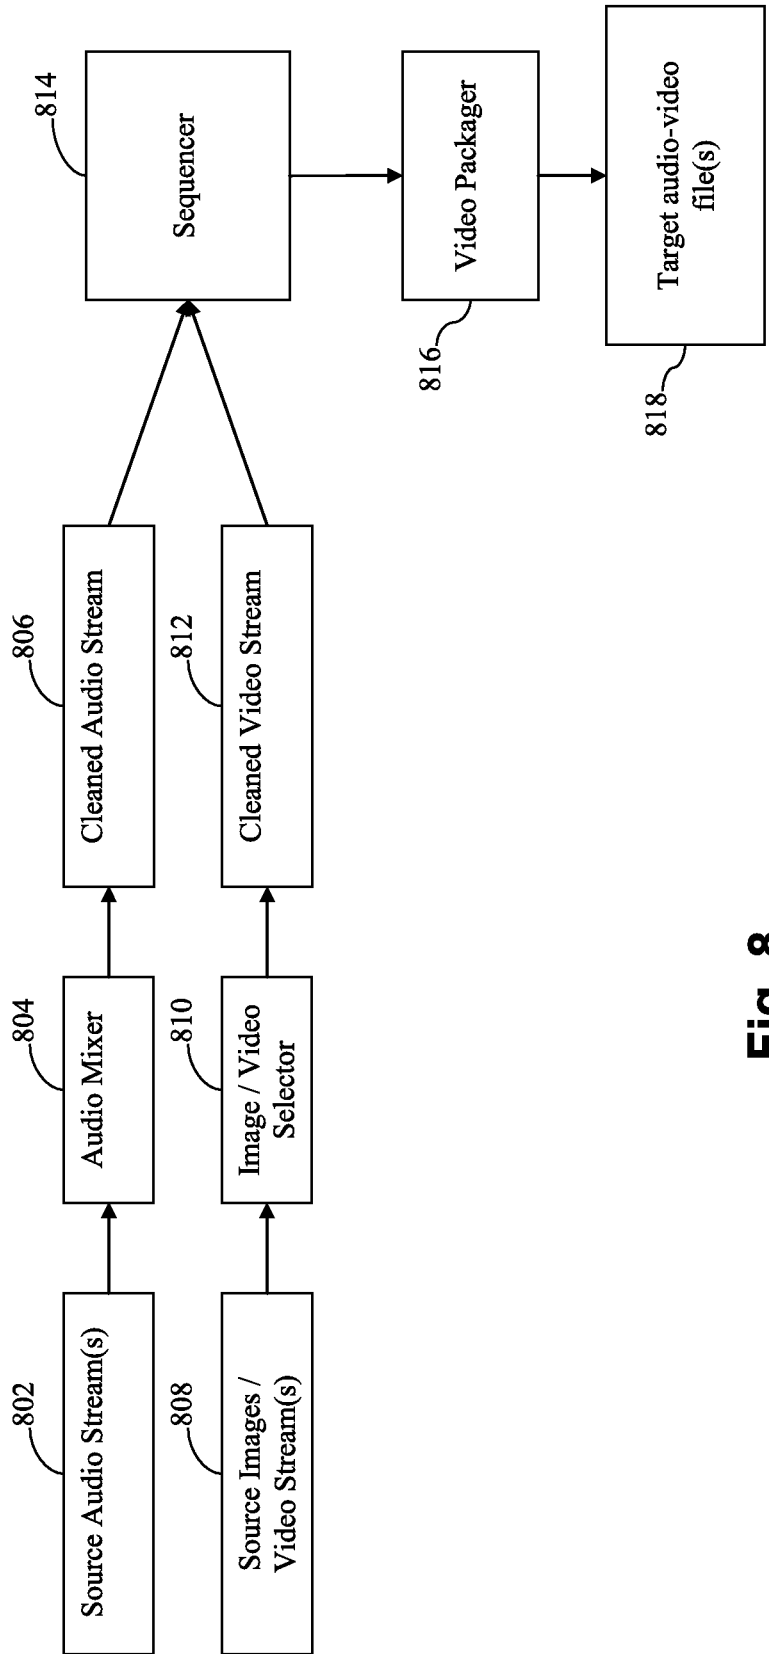 802
Source Audio Stream(s)
804
Audio Mixer
806
Cleaned Audio Stream
808
Source Images /
Video Stream(s)
810
Image / Video
Selector
812
Cleaned Video Stream
814
Sequencer
816
Video Packager
818
Target audio-video
file(s)
Fig. 8